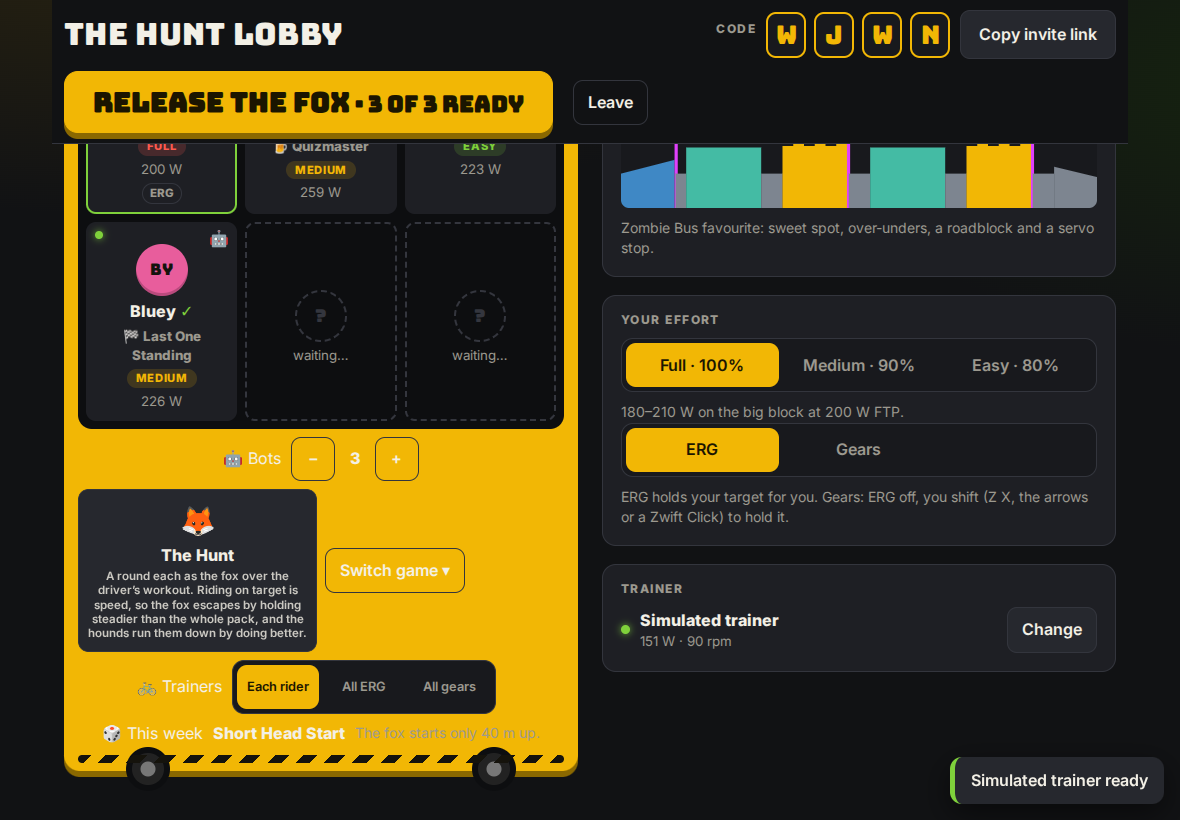 THE HUNT LOBBY
CODE W J W N
Copy invite link
RELEASE THE FOX · 3 OF 3 READY
Leave
FULL
200 W
ERG
Quizmaster
MEDIUM
259 W
EASY
223 W
BY
Bluey ✓
Last One
Standing
MEDIUM
226 W
?
waiting...
?
waiting...
Bots − 3 +
The Hunt
A round each as the fox over the
driver's workout. Riding on target is
speed, so the fox escapes by holding
steadier than the whole pack, and the
hounds run them down by doing better.
Switch game ▾
Trainers Each rider All ERG All gears
This week Short Head Start The fox starts only 40 m up.
Zombie Bus favourite: sweet spot, over-unders, a roadblock and a servo
stop.
YOUR EFFORT
Full · 100% Medium · 90% Easy · 80%
180–210 W on the big block at 200 W FTP.
ERG Gears
ERG holds your target for you. Gears: ERG off, you shift (Z X, the arrows
or a Zwift Click) to hold it.
TRAINER
Simulated trainer
151 W · 90 rpm
Change
Simulated trainer ready